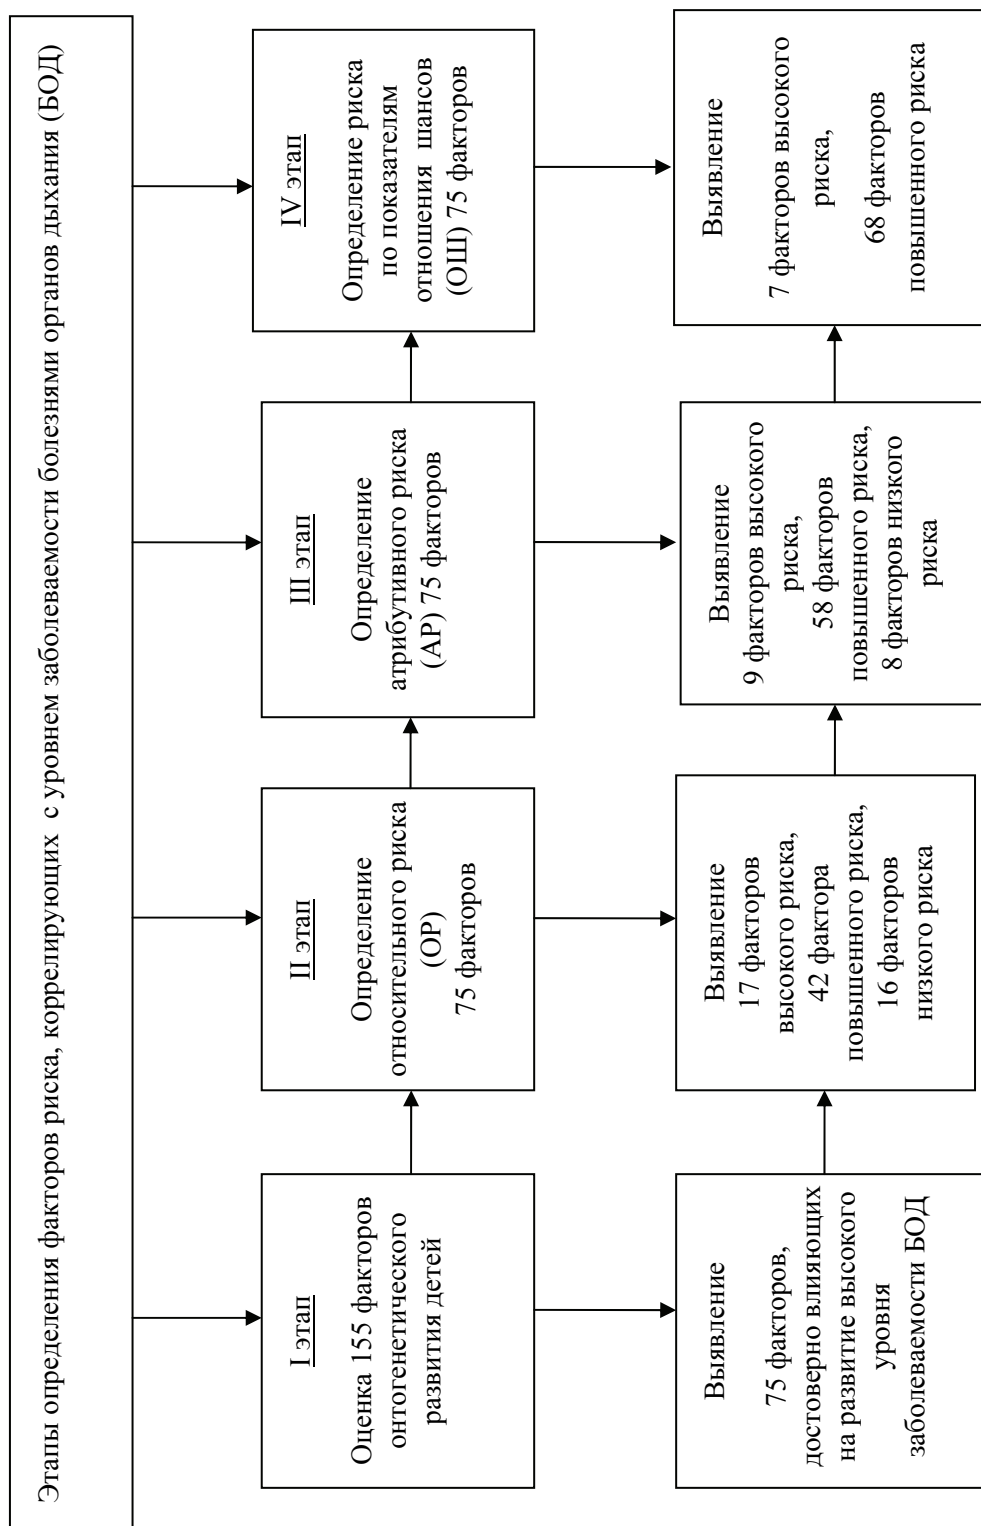 Этапы определения факторов риска, коррелирующих с уровнем заболеваемости болезнями органов дыхания (БОД)
I этап
Оценка 155 факторов
онтогенетического
развития детей
II этап
Определение
относительного риска
(ОР)
75 факторов
III этап
Определение
атрибутивного риска
(АР) 75 факторов
IV этап
Определение риска
по показателям
отношения шансов
(ОШ) 75 факторов
Выявление
75 факторов,
достоверно влияющих
на развитие высокого
уровня
заболеваемости БОД
Выявление
17 факторов
высокого риска,
42 фактора
повышенного риска,
16 факторов
низкого риска
Выявление
9 факторов высокого
риска,
58 факторов
повышенного риска,
8 факторов низкого
риска
Выявление
7 факторов высокого
риска,
68 факторов
повышенного риска